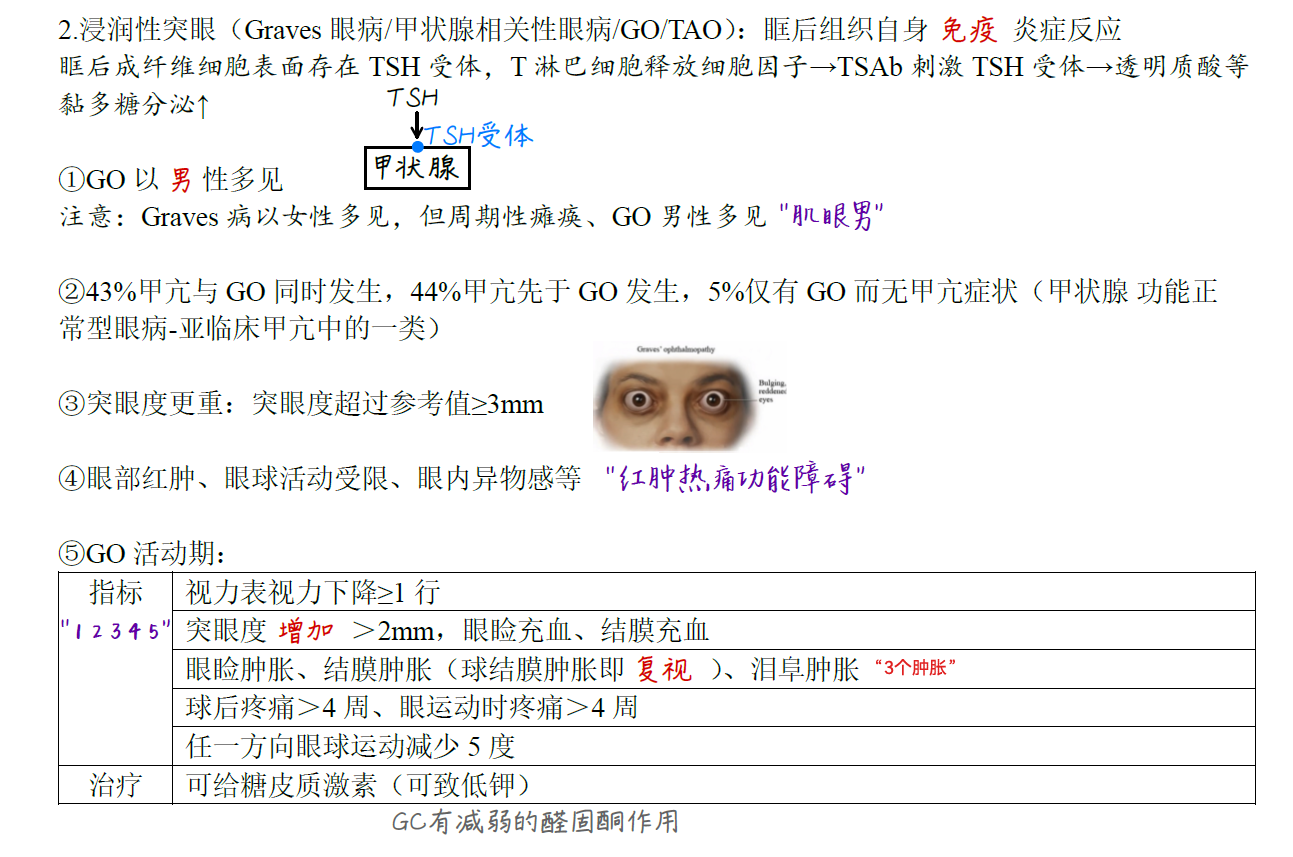 2.浸润性突眼（Graves 眼病/甲状腺相关性眼病/GO/TAO）：眶后组织自身 免疫 炎症反应
眶后成纤维细胞表面存在 TSH 受体，T 淋巴细胞释放细胞因子→TSAb 刺激 TSH 受体→透明质酸等
黏多糖分泌↑
TSH
TSH受体
甲状腺
①GO 以 男 性多见
注意：Graves 病以女性多见，但周期性瘫痪、GO 男性多见 "肌眼男"
②43%甲亢与 GO 同时发生，44%甲亢先于 GO 发生，5%仅有 GO 而无甲亢症状（甲状腺 功能正
常型眼病-亚临床甲亢中的一类）
Graves' ophthalmopathy
Bulging,
reddened
eyes
③突眼度更重：突眼度超过参考值≥3mm
④眼部红肿、眼球活动受限、眼内异物感等 "红肿热痛功能障碍"
⑤GO 活动期：
指标 视力表视力下降≥1 行
"1 2 3 4 5" 突眼度 增加 ＞2mm，眼睑充血、结膜充血
眼睑肿胀、结膜肿胀（球结膜肿胀即 复视 ）、泪阜肿胀 “3个肿胀”
球后疼痛＞4 周、眼运动时疼痛＞4 周
任一方向眼球运动减少 5 度
治疗 可给糖皮质激素（可致低钾）
GC有减弱的醛固酮作用